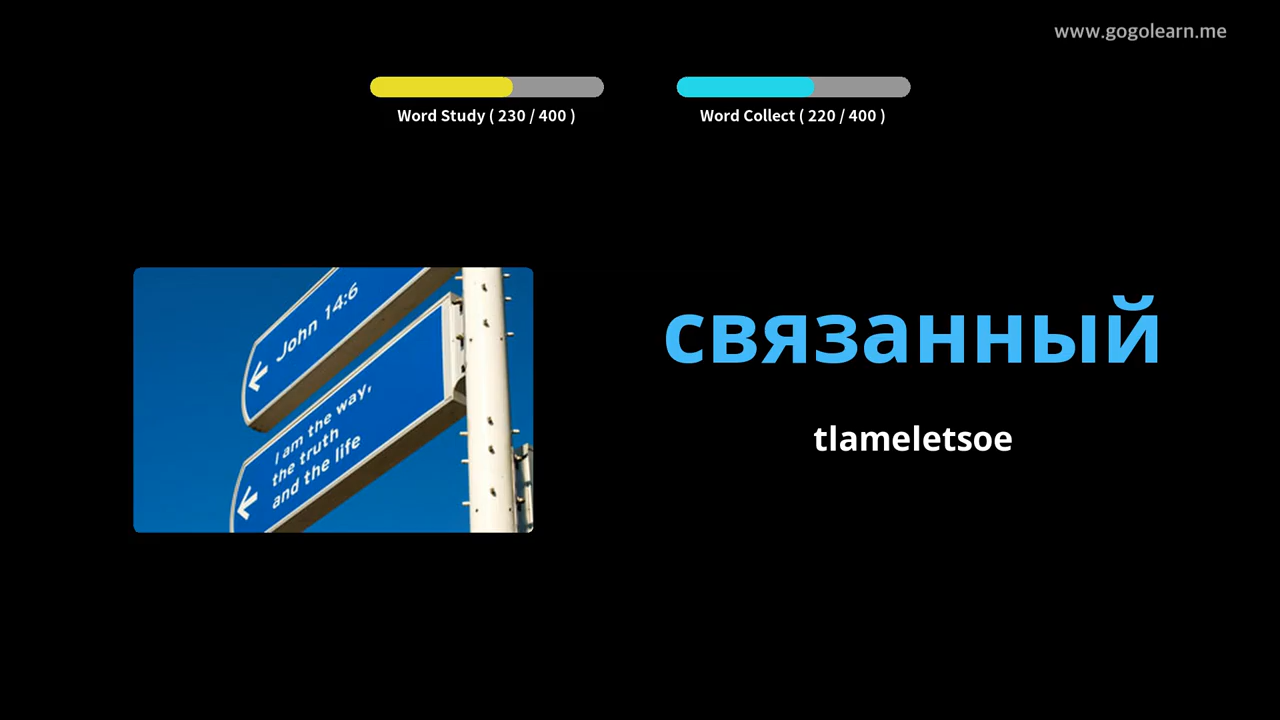 www.gogolearn.me
Word Study ( 230 / 400 )
Word Collect ( 220 / 400 )
John 14:6
I am the way,
the truth
and the life
связанный
tlameletsoe